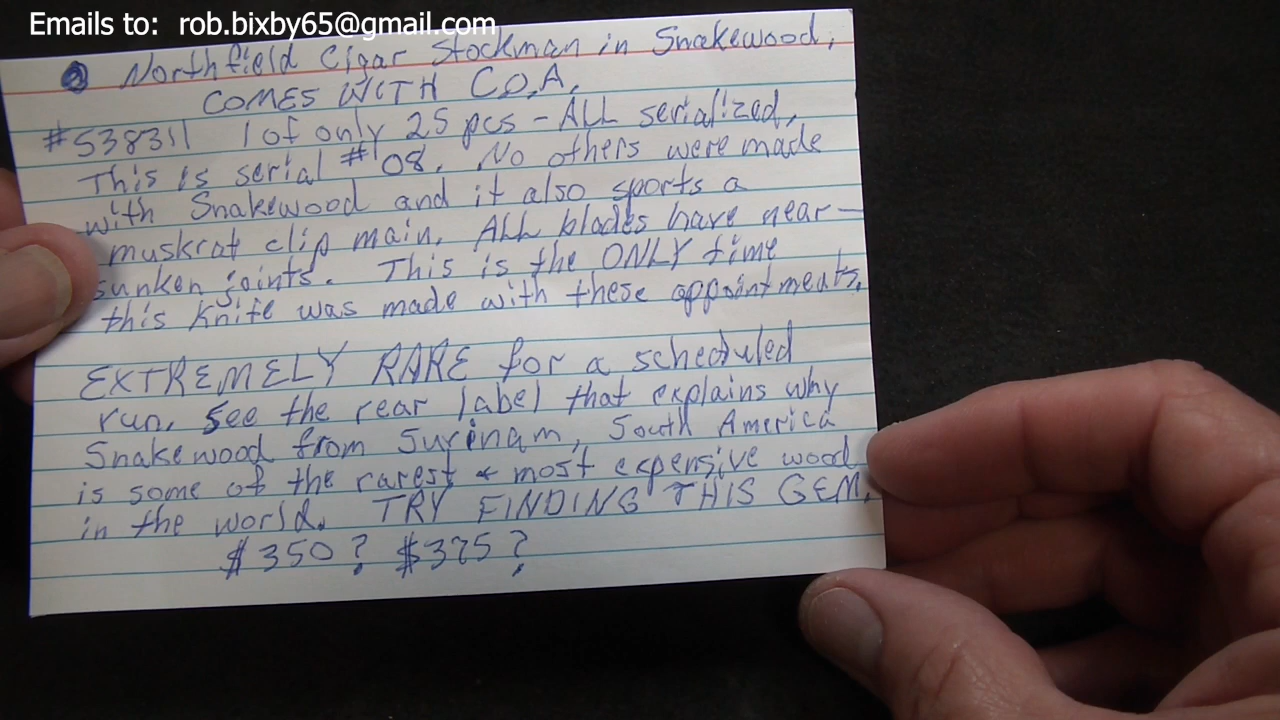 Emails to: rob.bixby65@gmail.com
Northfield Cigar Stockman in Snakewood.
COMES WITH C.O.A.
#538311 1 of only 25 pcs - ALL serialized.
This is serial #08. No others were made
with Snakewood and it also sports a
muskrat clip main. ALL blades have near-
sunken joints. This is the ONLY time
this knife was made with these appointments.
EXTREMELY RARE for a scheduled
run. See the rear label that explains why
Snakewood from Surinam, South America
is some of the rarest & most expensive wood
in the world. TRY FINDING THIS GEM.
$350? $375?